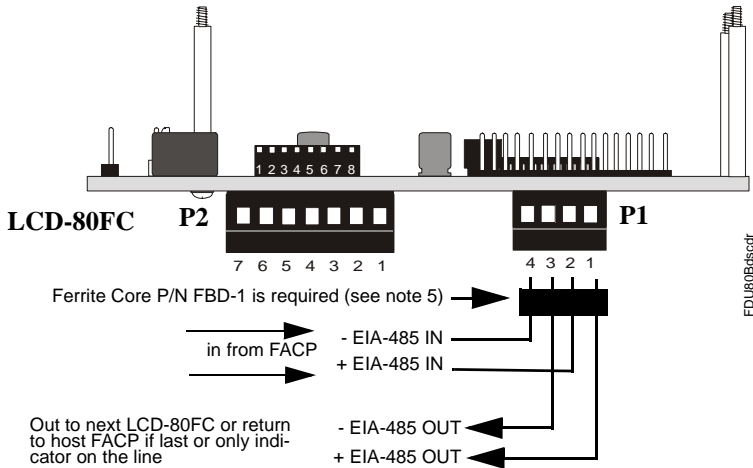 1 2 3 4 5 6 7 8
LCD-80FC
P2
P1
7 6 5 4 3 2 1
4 3 2 1
Ferrite Core P/N FBD-1 is required (see note 5)
in from FACP
- EIA-485 IN
+ EIA-485 IN
Out to next LCD-80FC or return
to host FACP if last or only indi-
cator on the line
- EIA-485 OUT
+ EIA-485 OUT
FDU80Bdscdr